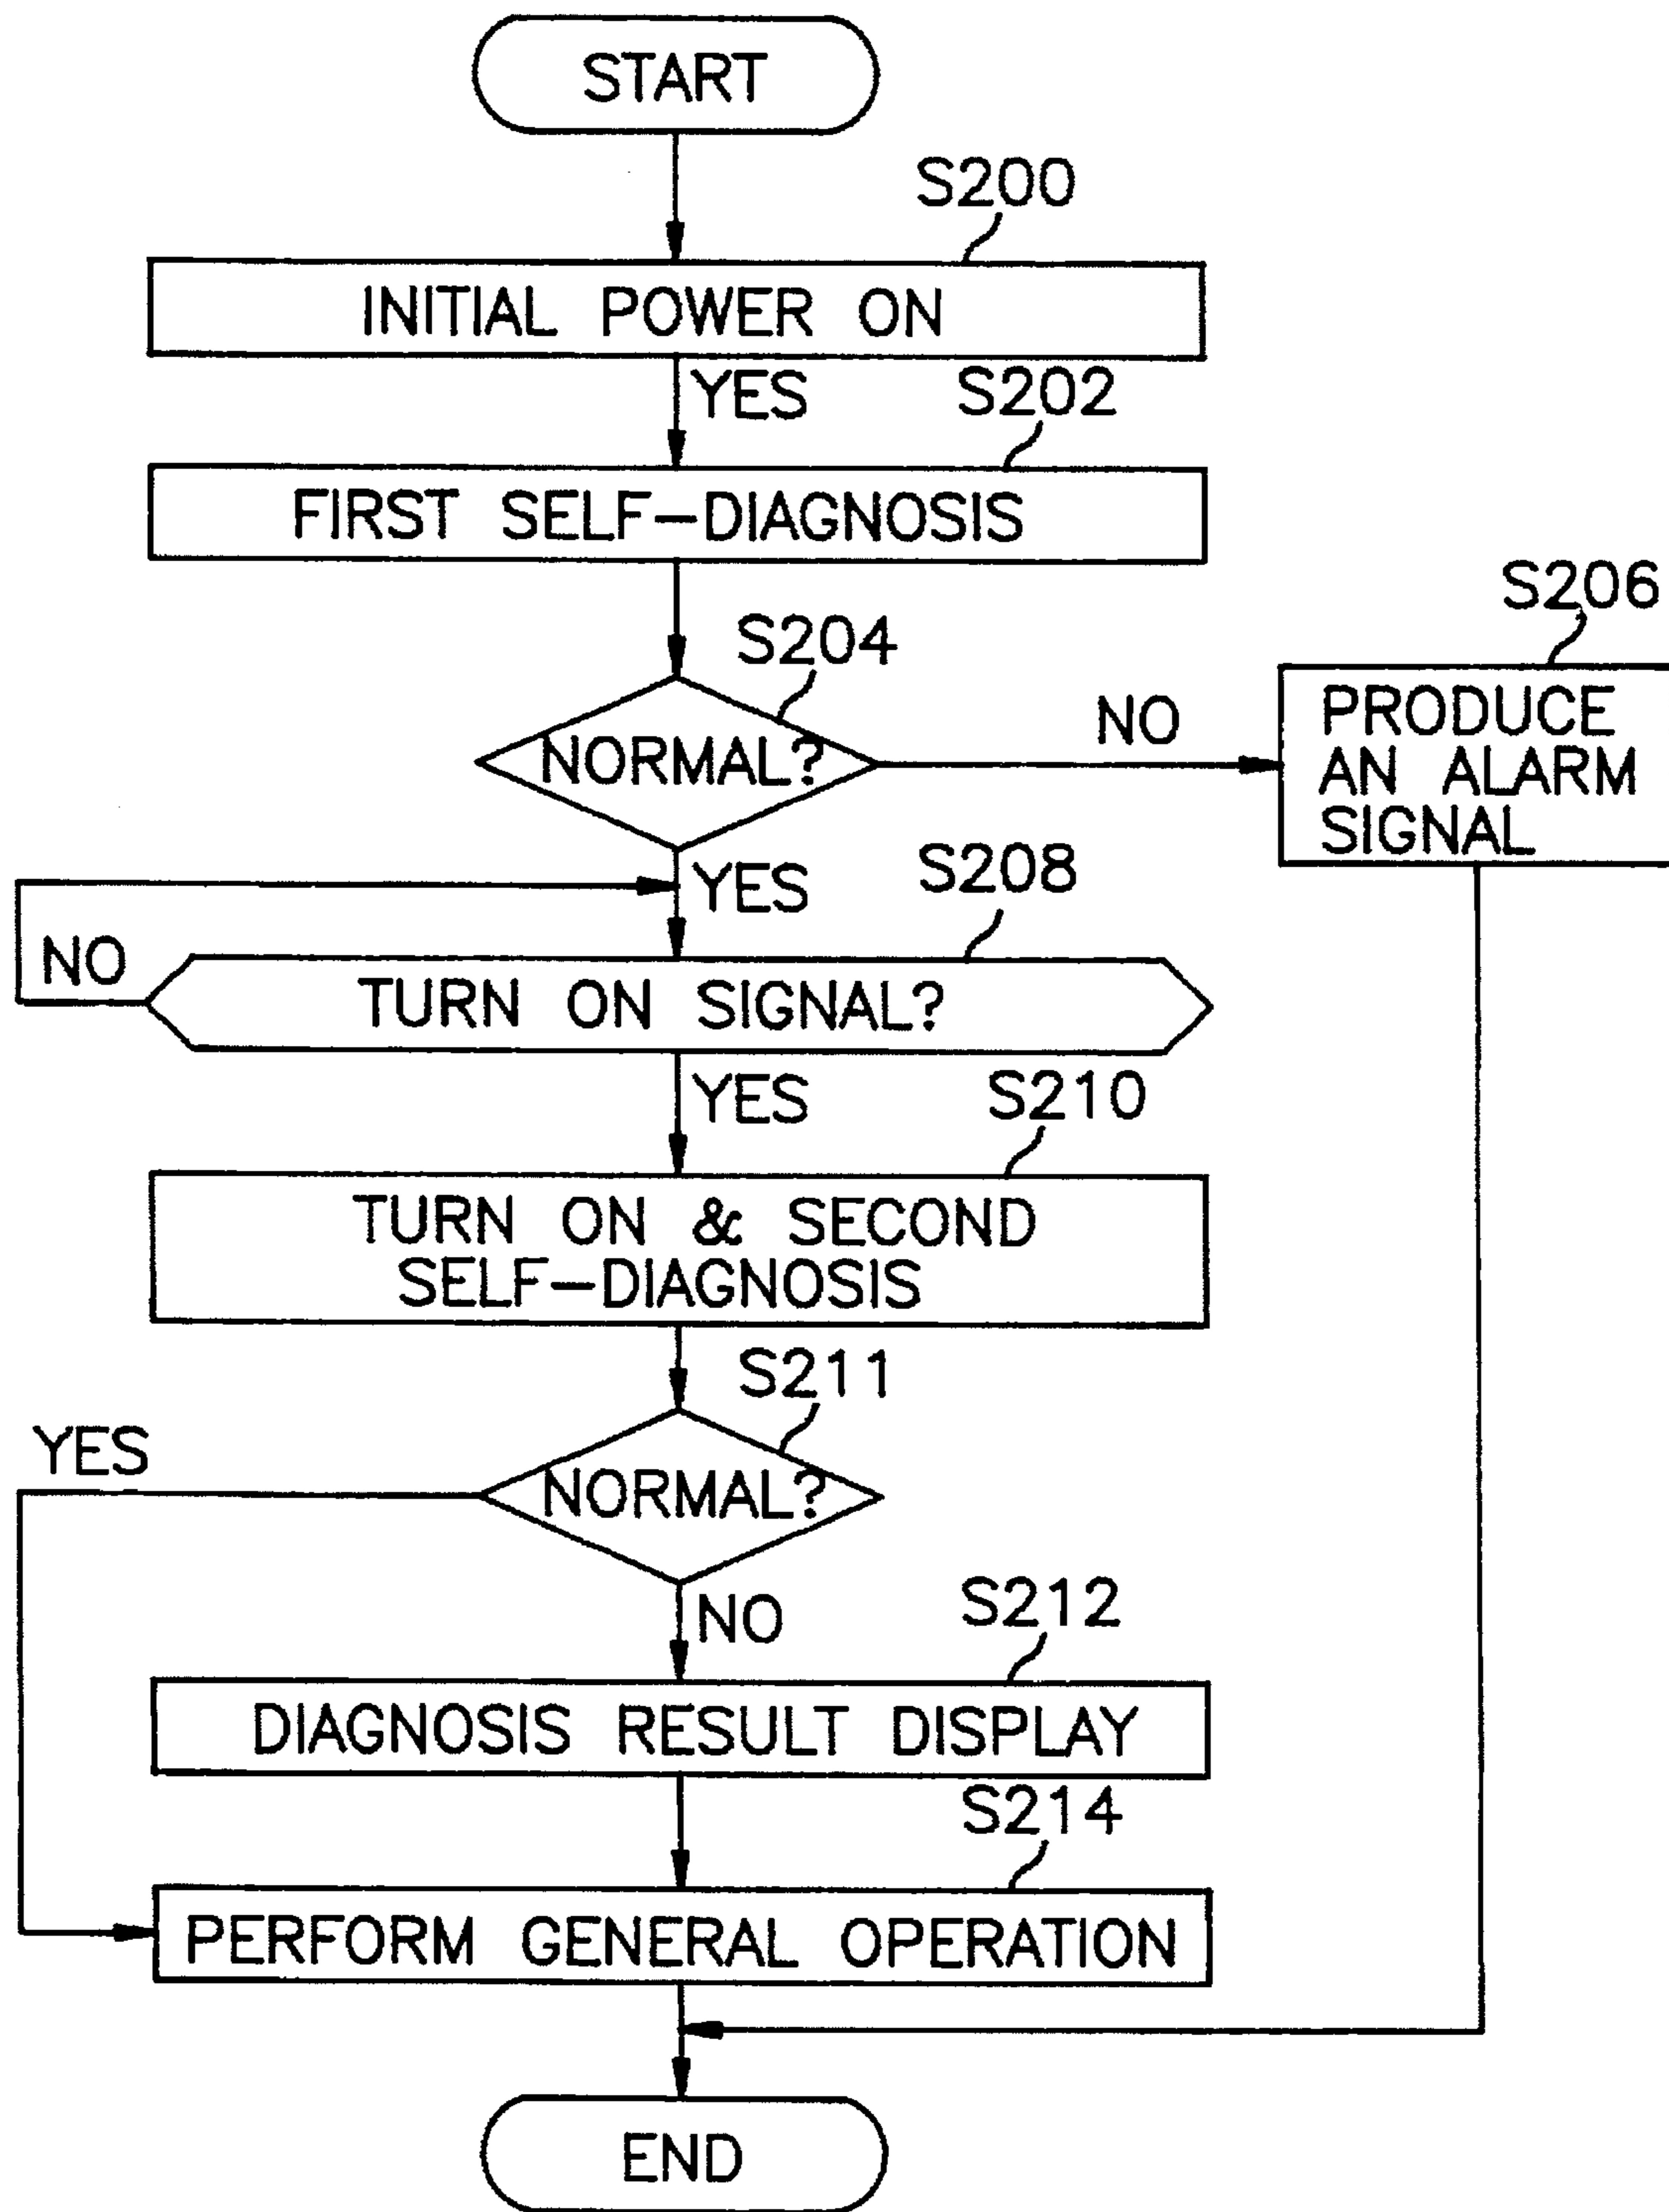 START
S200
INITIAL POWER ON
YES
S202
FIRST SELF-DIAGNOSIS
S204
NORMAL?
NO
S206
PRODUCE
AN ALARM
SIGNAL
YES
S208
NO
TURN ON SIGNAL?
YES
S210
TURN ON & SECOND
SELF-DIAGNOSIS
S211
YES
NORMAL?
NO
S212
DIAGNOSIS RESULT DISPLAY
S214
PERFORM GENERAL OPERATION
END